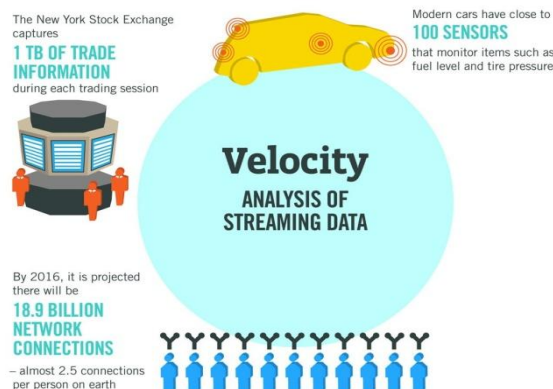 The New York Stock Exchange
captures
1 TB OF TRADE
INFORMATION
during each trading session
Modern cars have close to
100 SENSORS
that monitor items such as
fuel level and tire pressure
Velocity
ANALYSIS OF
STREAMING DATA
By 2016, it is projected
there will be
18.9 BILLION
NETWORK
CONNECTIONS
– almost 2.5 connections
per person on earth